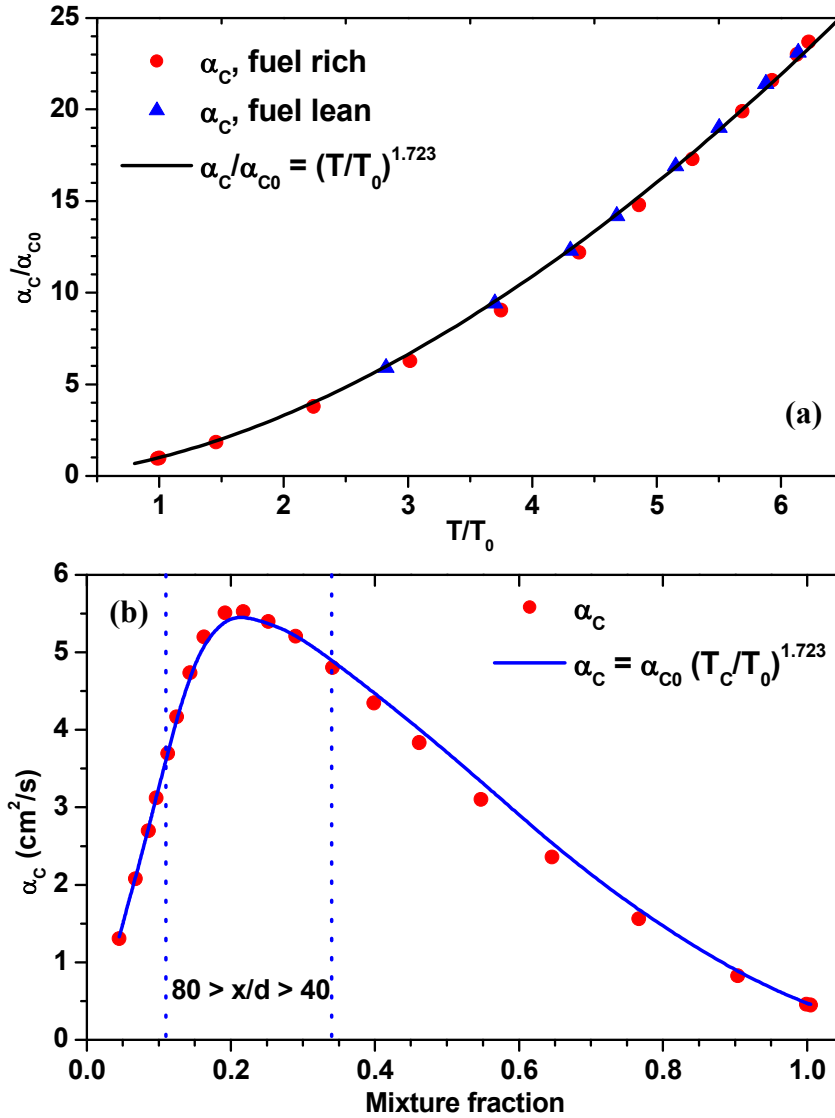 25
20
15
10
5
0
α_C/α_C0
α_C, fuel rich
α_C, fuel lean
α_C/α_C0 = (T/T_0)^1.723
(a)
1 2 3 4 5 6
T/T_0
6
5
4
3
2
1
0
α_C (cm^2/s)
(b)
α_C
α_C = α_C0 (T_C/T_0)^1.723
80 > x/d > 40
0.0 0.2 0.4 0.6 0.8 1.0
Mixture fraction